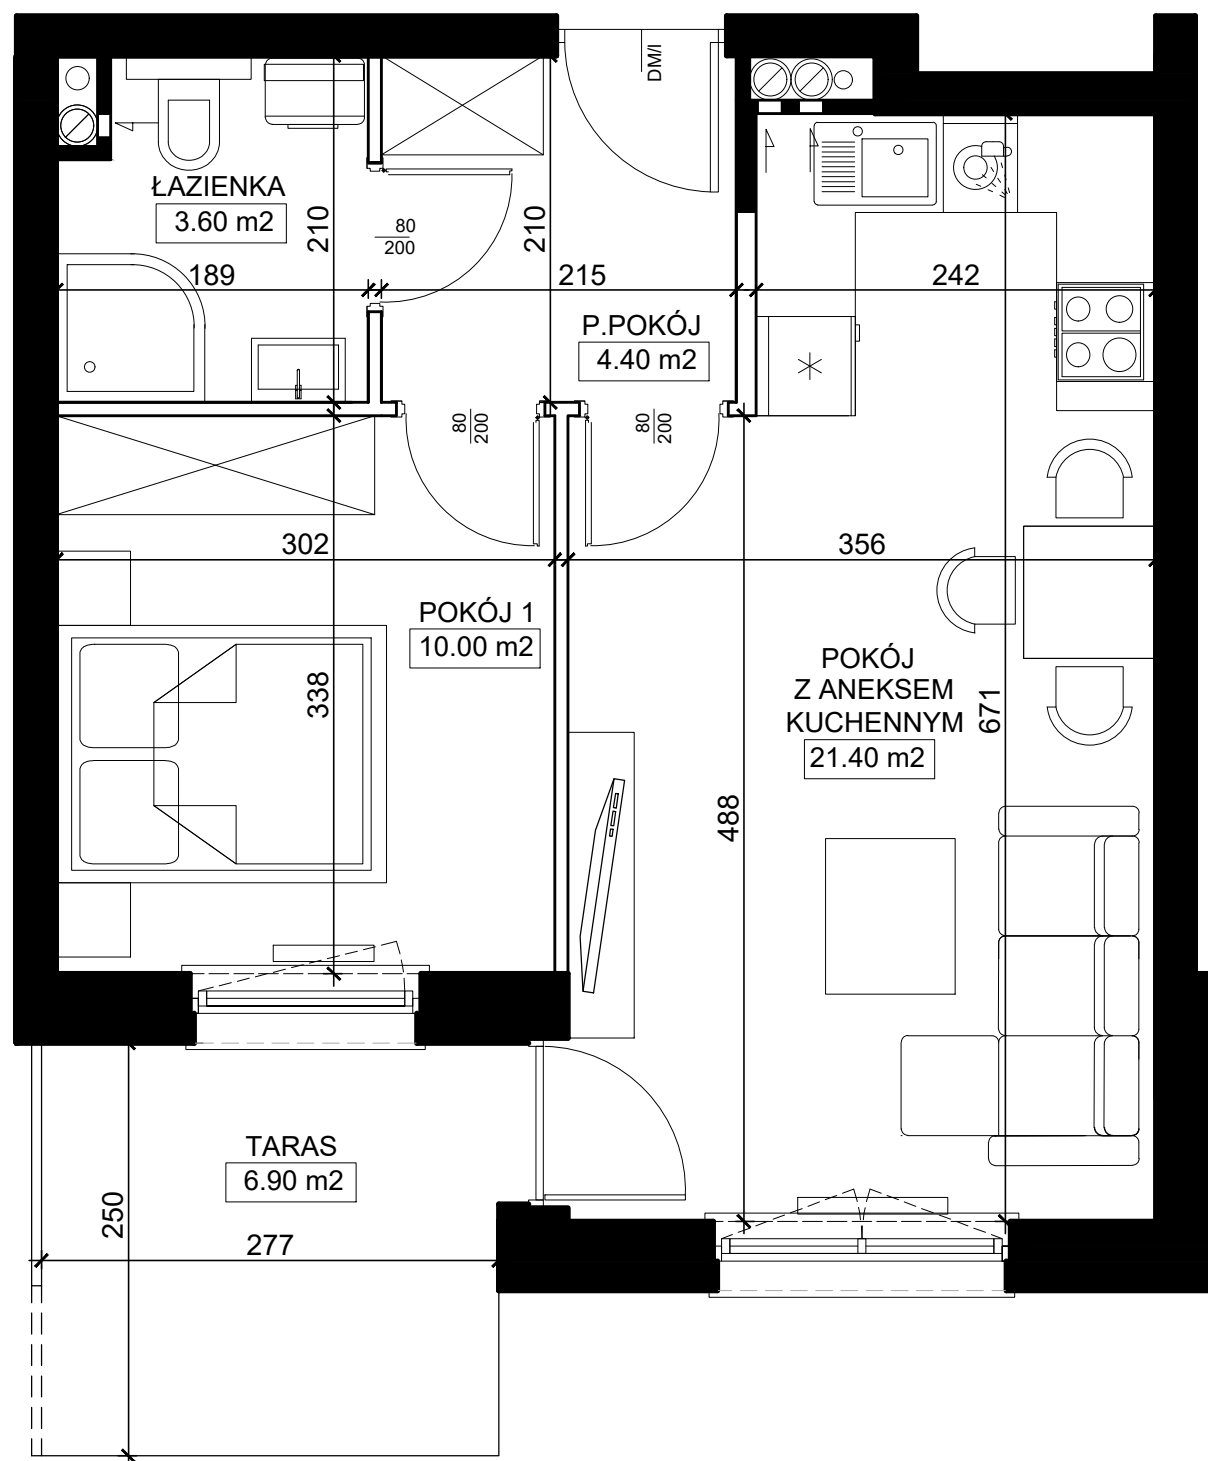 DM/I
ŁAZIENKA
3.60 m2
210
80
200
210
189
215
242
P.POKÓJ
4.40 m2
80
200
80
200
302
356
POKÓJ 1
10.00 m2
338
POKÓJ
Z ANEKSEM
KUCHENNYM
21.40 m2
671
488
TARAS
6.90 m2
250
277